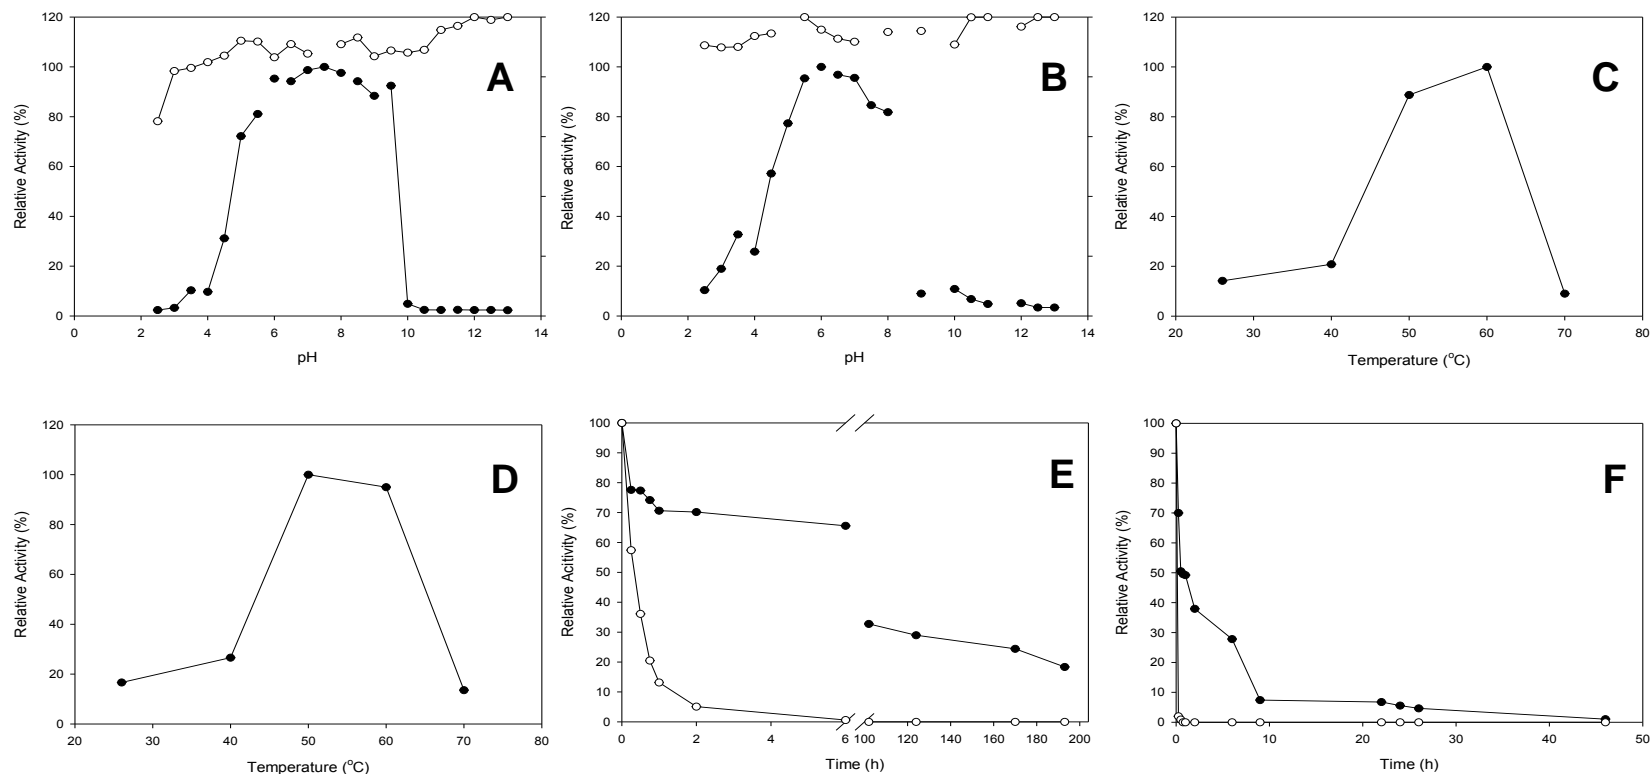 A
Relative Activity (%)
120
100
80
60
40
20
0
0 2 4 6 8 10 12 14
pH
B
Relative activity (%)
120
100
80
60
40
20
0
0 2 4 6 8 10 12 14
pH
C
Relative Activity (%)
120
100
80
60
40
20
0
20 30 40 50 60 70 80
Temperature (°C)
D
Relative Activity (%)
120
100
80
60
40
20
0
20 30 40 50 60 70 80
Temperature (°C)
E
Relative Acitivity (%)
100
90
80
70
60
50
40
30
20
10
0
0 2 4 6 100 120 140 160 180 200
Time (h)
F
Relative Activity (%)
100
90
80
70
60
50
40
30
20
10
0
0 10 20 30 40 50
Time (h)